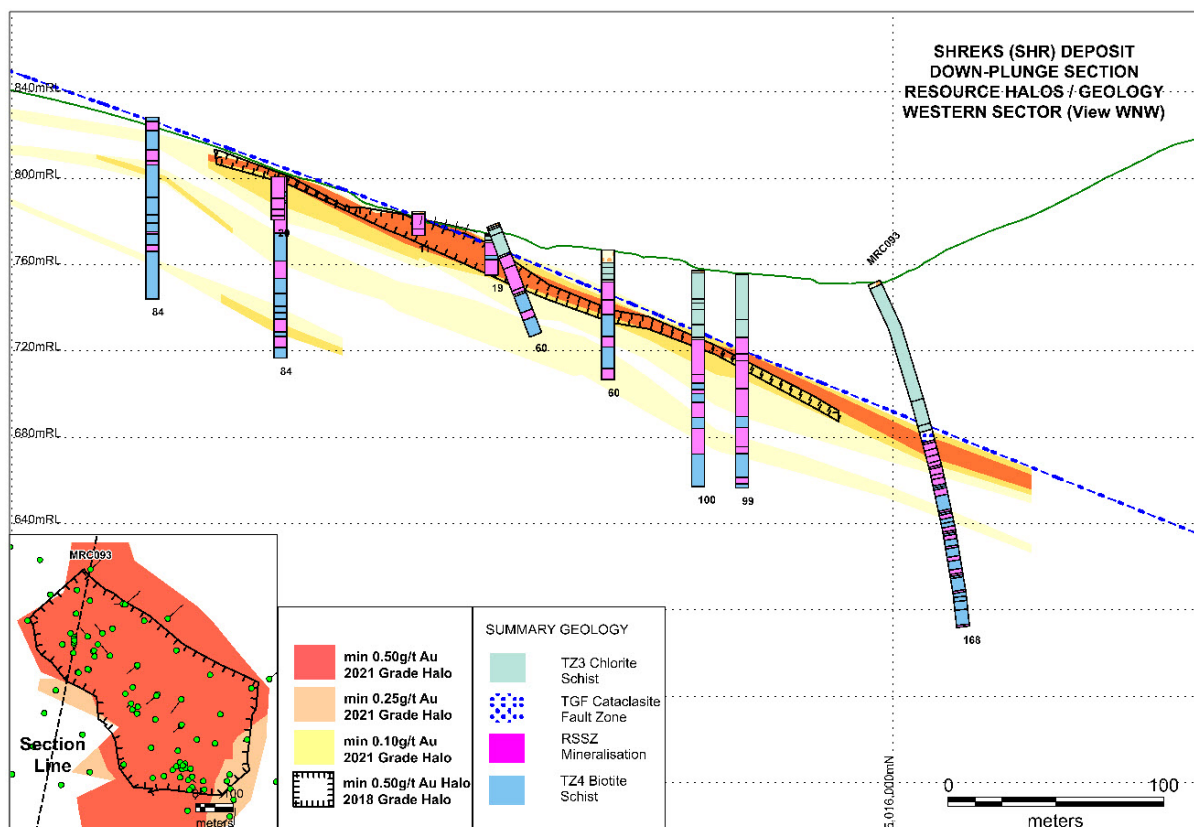 SHREKS (SHR) DEPOSIT
DOWN-PLUNGE SECTION
RESOURCE HALOS / GEOLOGY
WESTERN SECTOR (View WNW)
840mRL
800mRL
760mRL
720mRL
680mRL
640mRL
84
20
84
19
60
60
100
99
MRC093
168
5,016,000mN
MRC093
Section
Line
100
meters
min 0.50g/t Au
2021 Grade Halo
min 0.25g/t Au
2021 Grade Halo
min 0.10g/t Au
2021 Grade Halo
min 0.50g/t Au Halo
2018 Grade Halo
SUMMARY GEOLOGY
TZ3 Chlorite
Schist
TGF Cataclasite
Fault Zone
RSSZ
Mineralisation
TZ4 Biotite
Schist
0
100
meters